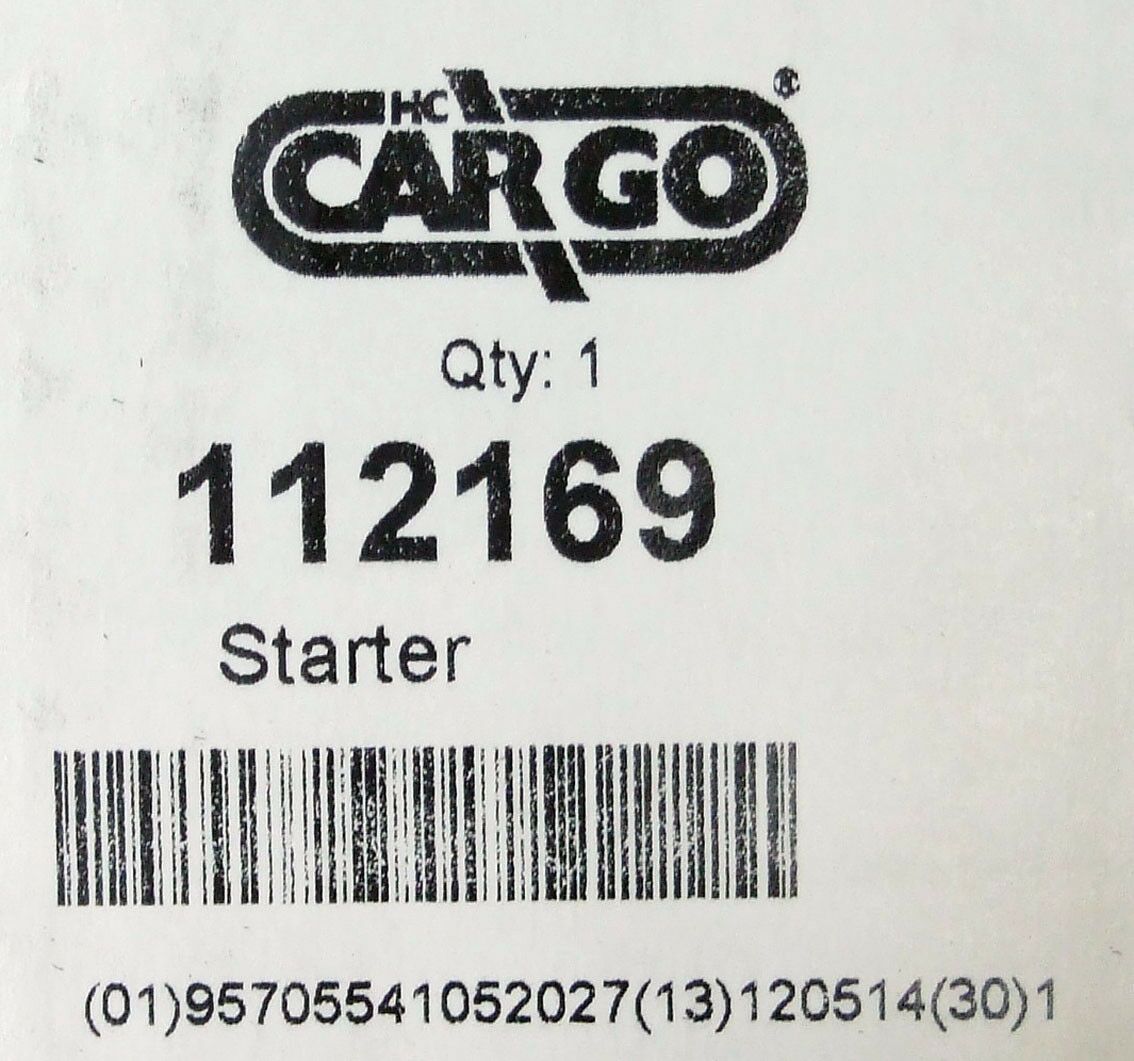 HC
CARGO®
Qty: 1
112169
Starter
(01)95705541052027(13)120514(30)1